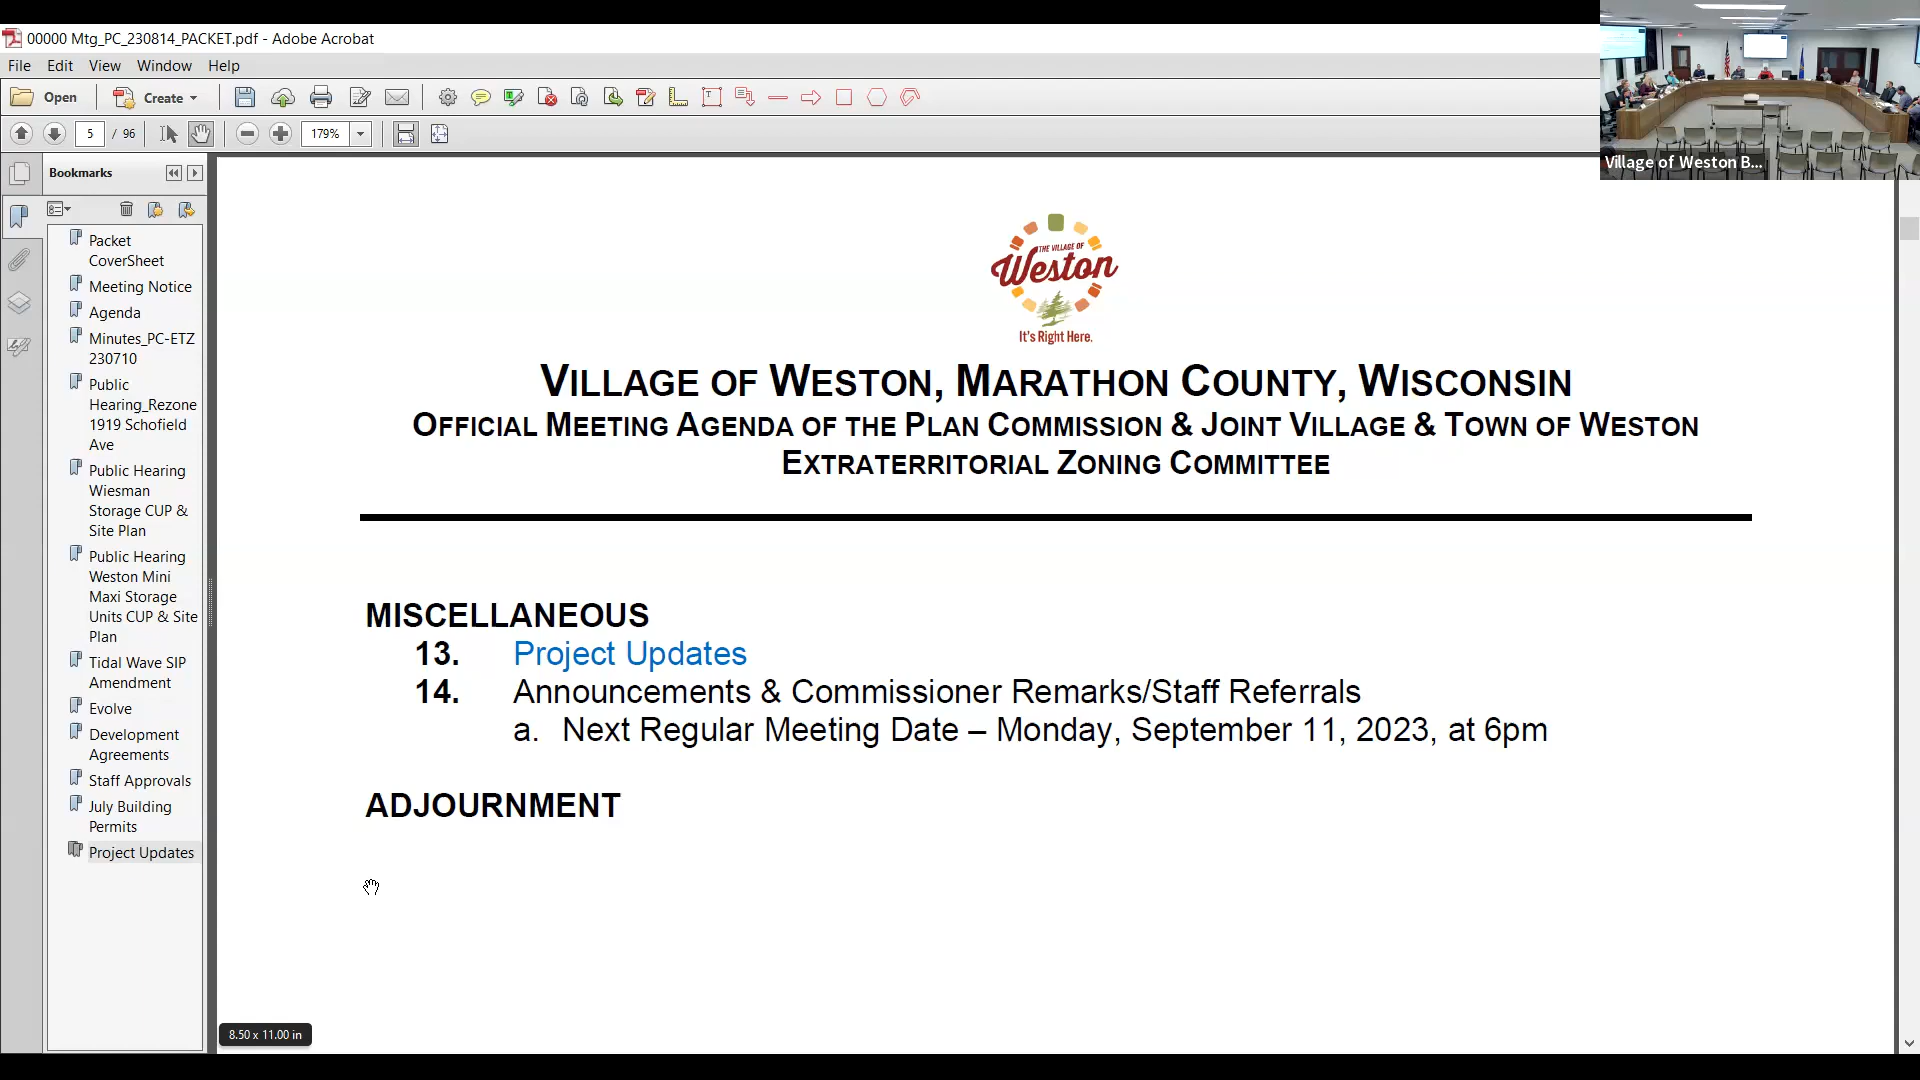 00000 Mtg_PC_230814_PACKET.pdf - Adobe Acrobat
File Edit View Window Help
Open Create
5 / 96 179%
Bookmarks
Packet
CoverSheet
Meeting Notice
Agenda
Minutes_PC-ETZ
230710
Public
Hearing_Rezone
1919 Schofield
Ave
Public Hearing
Wiesman
Storage CUP &
Site Plan
Public Hearing
Weston Mini
Maxi Storage
Units CUP & Site
Plan
Tidal Wave SIP
Amendment
Evolve
Development
Agreements
Staff Approvals
July Building
Permits
Project Updates
THE VILLAGE OF
Weston
It's Right Here.
VILLAGE OF WESTON, MARATHON COUNTY, WISCONSIN
OFFICIAL MEETING AGENDA OF THE PLAN COMMISSION & JOINT VILLAGE & TOWN OF WESTON
EXTRATERRITORIAL ZONING COMMITTEE
MISCELLANEOUS
13. Project Updates
14. Announcements & Commissioner Remarks/Staff Referrals
a. Next Regular Meeting Date – Monday, September 11, 2023, at 6pm
ADJOURNMENT
8.50 x 11.00 in
Village of Weston B...